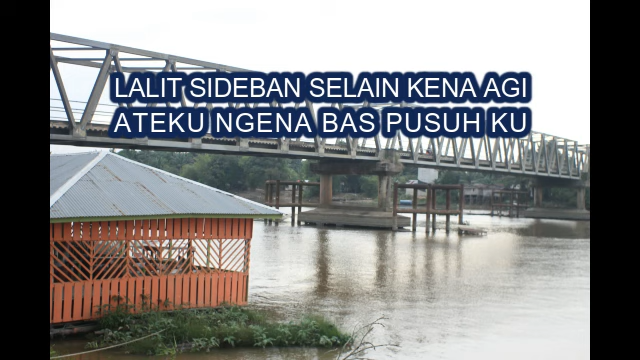 LALIT SIDEBAN SELAIN KENA AGI
ATEKU NGENA BAS PUSUH KU